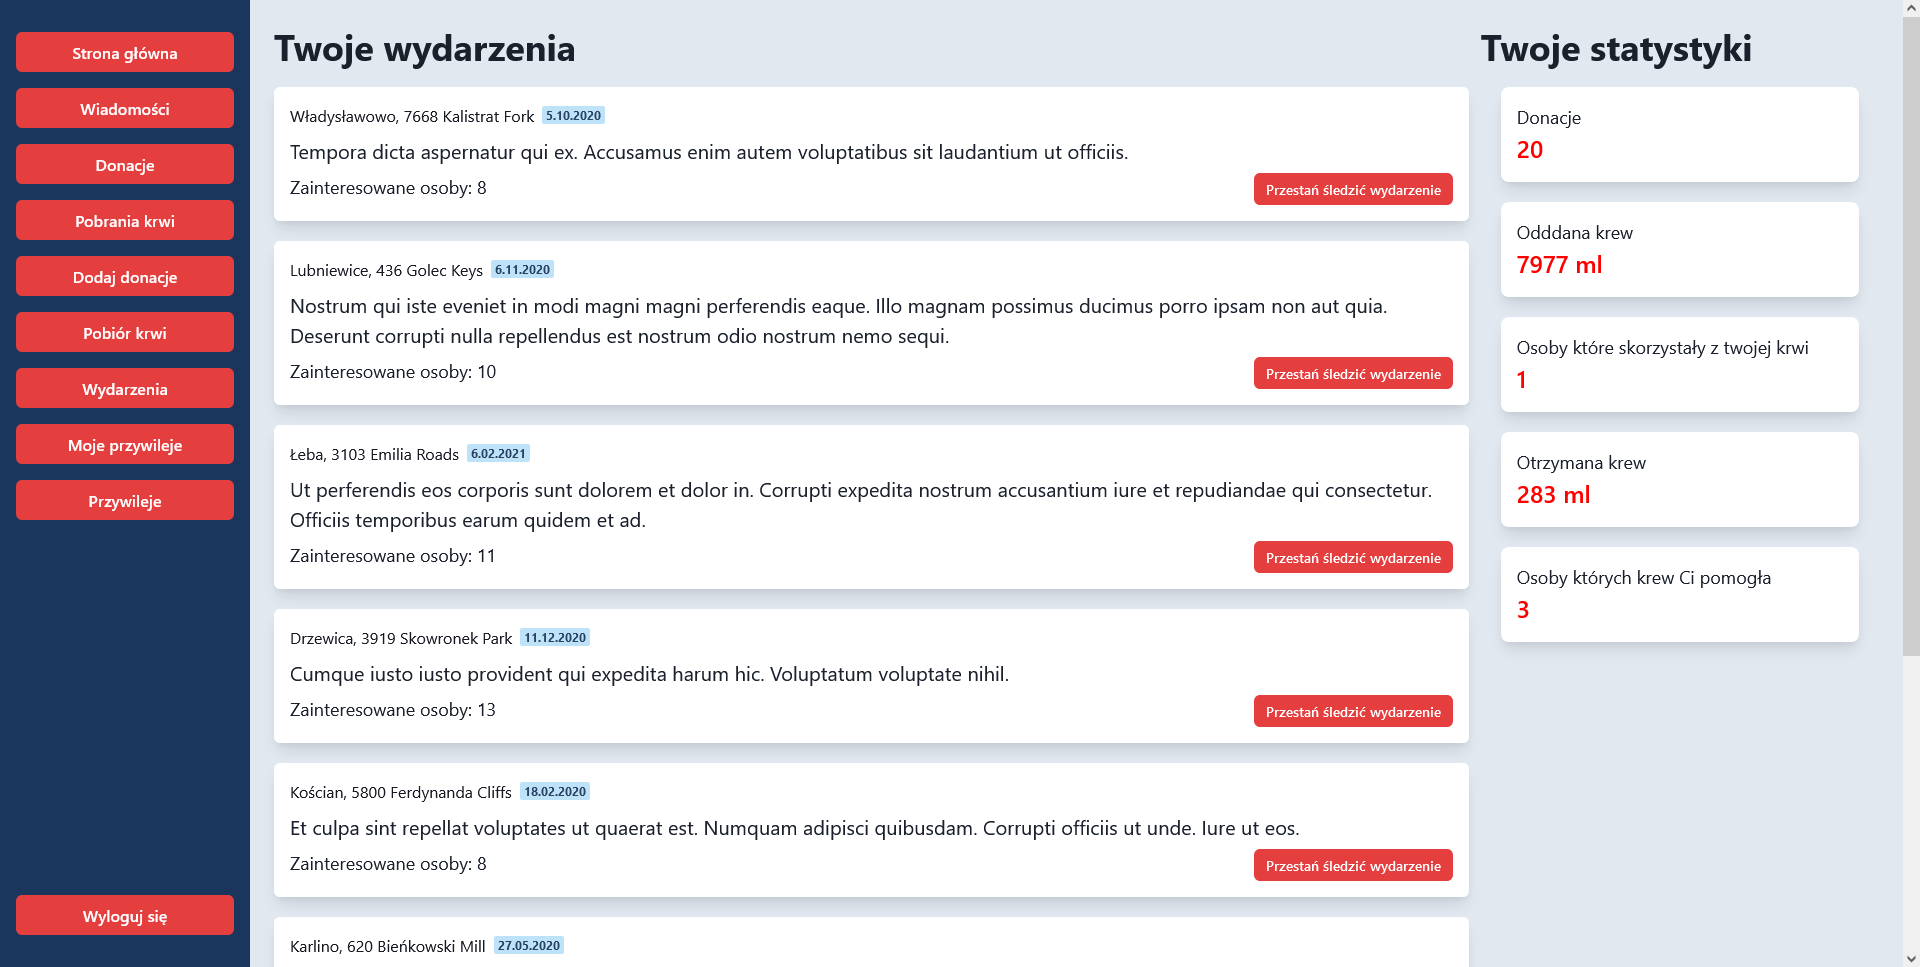 Strona główna
Wiadomości
Donacje
Pobrania krwi
Dodaj donacje
Pobiór krwi
Wydarzenia
Moje przywileje
Przywileje
Wyloguj się
Twoje wydarzenia
Władysławowo, 7668 Kalistrat Fork 5.10.2020
Tempora dicta aspernatur qui ex. Accusamus enim autem voluptatibus sit laudantium ut officiis.
Zainteresowane osoby: 8
Przestań śledzić wydarzenie
Lubniewice, 436 Golec Keys 6.11.2020
Nostrum qui iste eveniet in modi magni magni perferendis eaque. Illo magnam possimus ducimus porro ipsam non aut quia.
Deserunt corrupti nulla repellendus est nostrum odio nostrum nemo sequi.
Zainteresowane osoby: 10
Przestań śledzić wydarzenie
Łeba, 3103 Emilia Roads 6.02.2021
Ut perferendis eos corporis sunt dolorem et dolor in. Corrupti expedita nostrum accusantium iure et repudiandae qui consectetur.
Officiis temporibus earum quidem et ad.
Zainteresowane osoby: 11
Przestań śledzić wydarzenie
Drzewica, 3919 Skowronek Park 11.12.2020
Cumque iusto iusto provident qui expedita harum hic. Voluptatum voluptate nihil.
Zainteresowane osoby: 13
Przestań śledzić wydarzenie
Kościan, 5800 Ferdynanda Cliffs 18.02.2020
Et culpa sint repellat voluptates ut quaerat est. Numquam adipisci quibusdam. Corrupti officiis ut unde. Iure ut eos.
Zainteresowane osoby: 8
Przestań śledzić wydarzenie
Karlino, 620 Bieńkowski Mill 27.05.2020
Twoje statystyki
Donacje
20
Odddana krew
7977 ml
Osoby które skorzystały z twojej krwi
1
Otrzymana krew
283 ml
Osoby których krew Ci pomogła
3